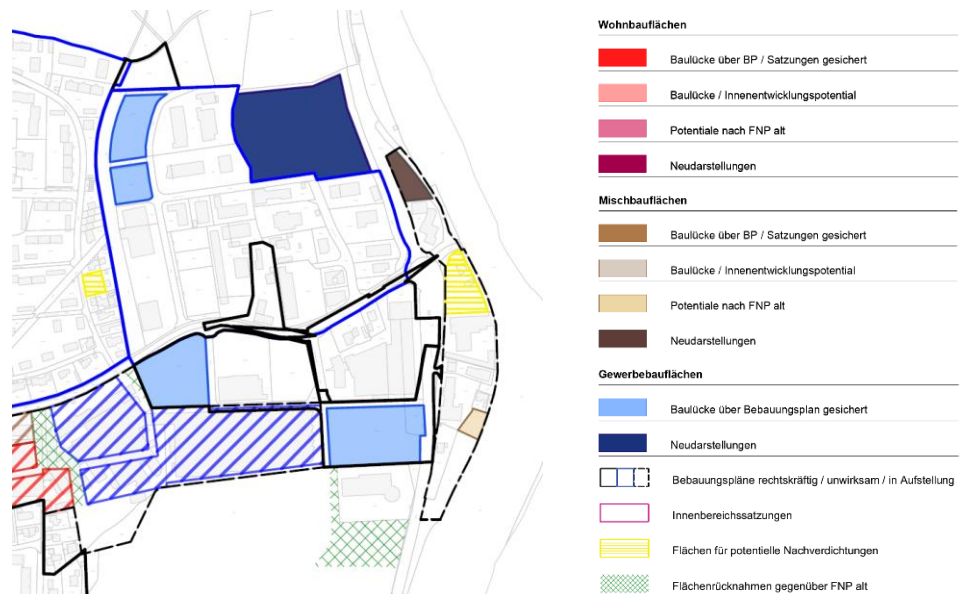 Wohnbauflächen
Baulücke über BP / Satzungen gesichert
Baulücke / Innenentwicklungspotential
Potentiale nach FNP alt
Neudarstellungen
Mischbauflächen
Baulücke über BP / Satzungen gesichert
Baulücke / Innenentwicklungspotential
Potentiale nach FNP alt
Neudarstellungen
Gewerbebauflächen
Baulücke über Bebauungsplan gesichert
Neudarstellungen
Bebauungspläne rechtskräftig / unwirksam / in Aufstellung
Innenbereichssatzungen
Flächen für potentielle Nachverdichtungen
Flächenrücknahmen gegenüber FNP alt